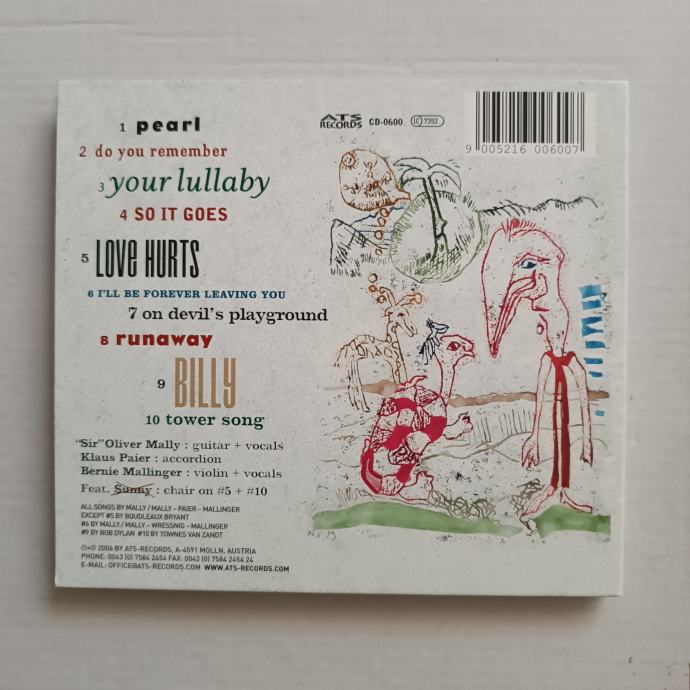 1 pearl
2 do you remember
3 your lullaby
4 SO IT GOES
5 LOVE HURTS
6 I'LL BE FOREVER LEAVING YOU
7 on devil's playground
8 runaway
9 BILLY
10 tower song
"Sir"Oliver Mally : guitar + vocals
Klaus Paier : accordion
Bernie Mallinger : violin + vocals
Feat. Sunny : chair on #5 + #10
ALL SONGS BY MALLY / MALLY – PAIER – MALLINGER
EXCEPT #5 BY BOUDLEAUX BRYANT
#6 BY MALLY / MALLY – WRESSNIG – MALLINGER
#9 BY BOB DYLAN #10 BY TOWNES VAN ZANDT
℗+© 2006 BY ATS-RECORDS, A-4591 MOLLN, AUSTRIA
PHONE: 0043 (0) 7584 2454 FAX: 0043 (0) 7584 2454 24
E-MAIL: OFFICE@ATS-RECORDS.COM WWW.ATS-RECORDS.COM
ATS
RECORDS CD-0600 LC 7352
9 005216 006007